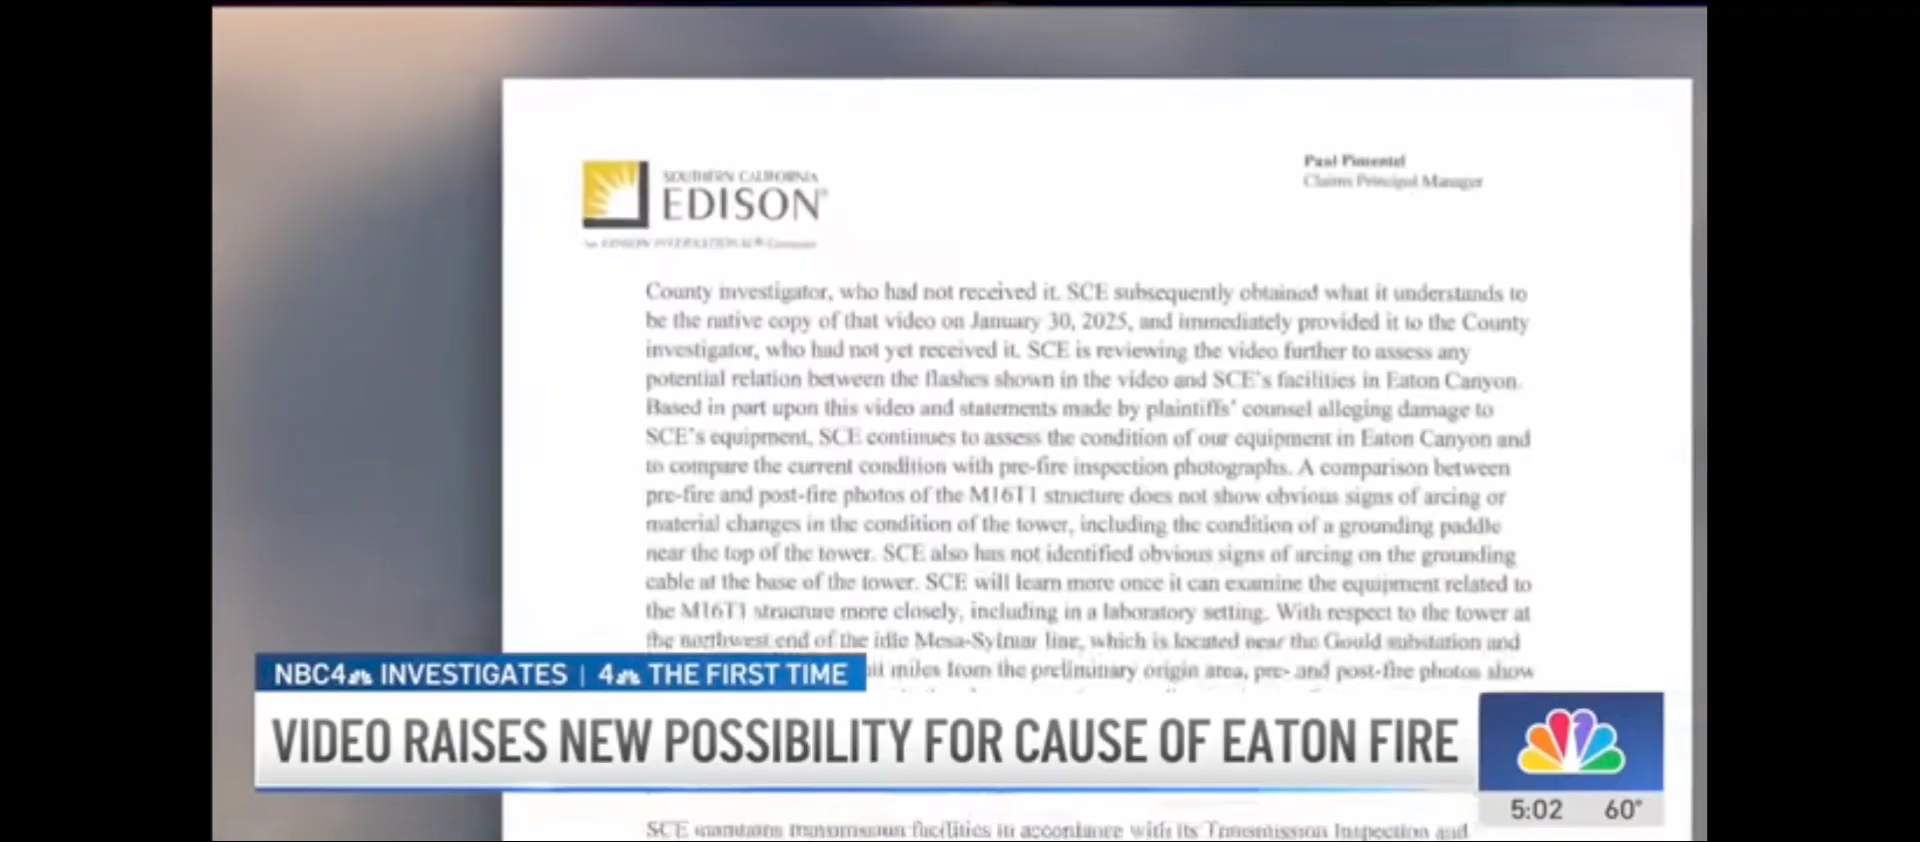 Paul Pimentel
Claims Principal Manager
SOUTHERN CALIFORNIA
EDISON®
An EDISON INTERNATIONAL® Company
County investigator, who had not received it. SCE subsequently obtained what it understands to
be the native copy of that video on January 30, 2025, and immediately provided it to the County
investigator, who had not yet received it. SCE is reviewing the video further to assess any
potential relation between the flashes shown in the video and SCE's facilities in Eaton Canyon.
Based in part upon this video and statements made by plaintiffs' counsel alleging damage to
SCE's equipment, SCE continues to assess the condition of our equipment in Eaton Canyon and
to compare the current condition with pre-fire inspection photographs. A comparison between
pre-fire and post-fire photos of the M16T1 structure does not show obvious signs of arcing or
material changes in the condition of the tower, including the condition of a grounding paddle
near the top of the tower. SCE also has not identified obvious signs of arcing on the grounding
cable at the base of the tower. SCE will learn more once it can examine the equipment related to
the M16T1 structure more closely, including in a laboratory setting. With respect to the tower at
the northwest end of the idle Mesa-Sylmar line, which is located near the Gould substation and
miles from the preliminary origin area, pre- and post-fire photos show
NBC4 INVESTIGATES | 4 THE FIRST TIME
VIDEO RAISES NEW POSSIBILITY FOR CAUSE OF EATON FIRE
5:02 60°
SCE maintains transmission facilities in accordance with its Transmission Inspection and